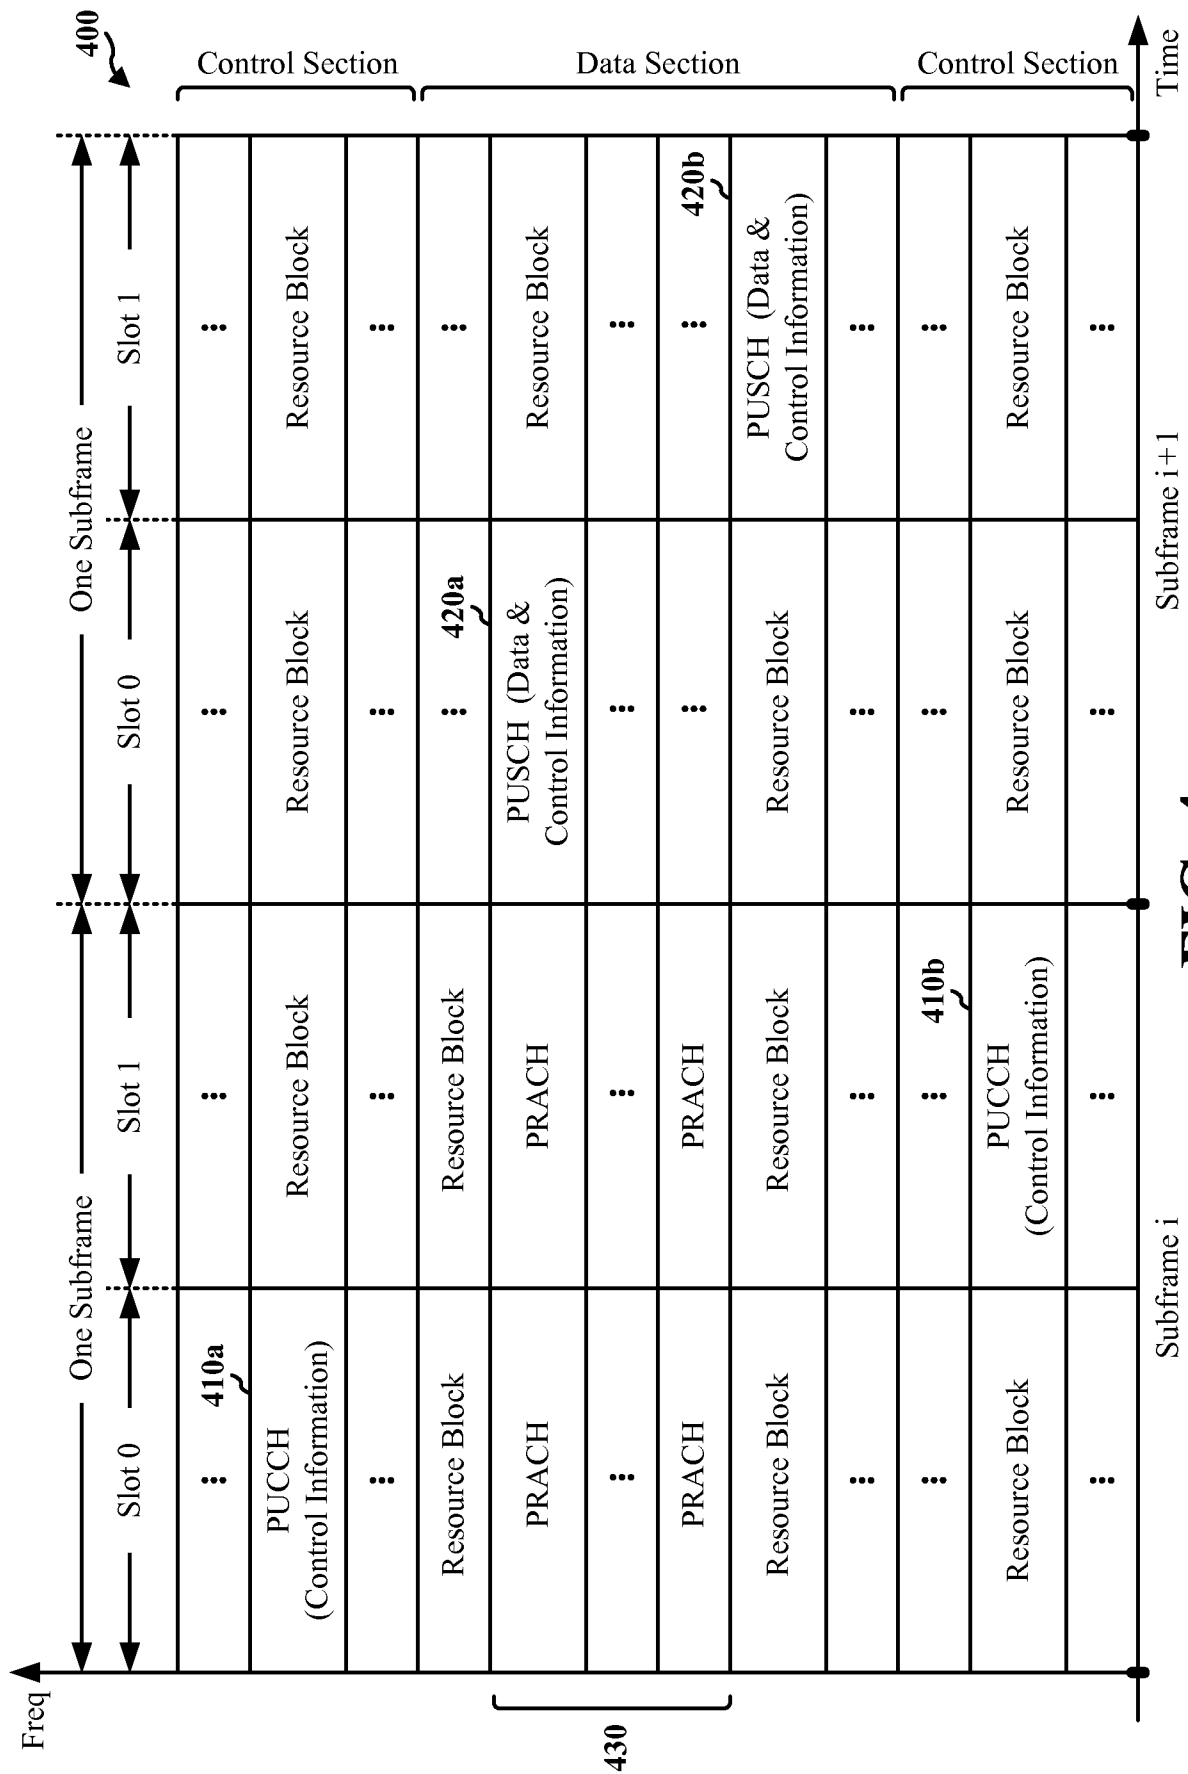 Freq
One Subframe
One Subframe
400
Slot 0
Slot 1
Slot 0
Slot 1
...
410a
...
...
...
PUCCH
(Control Information)
Resource Block
Resource Block
Resource Block
Control Section
...
...
...
...
Resource Block
Resource Block
...
420a
...
PRACH
PRACH
PUSCH (Data &
Control Information)
Resource Block
430
...
...
...
...
Data Section
PRACH
PRACH
...
...
420b
Resource Block
Resource Block
Resource Block
PUSCH (Data &
Control Information)
...
...
...
...
...
...
410b
...
...
Resource Block
PUCCH
(Control Information)
Resource Block
Resource Block
Control Section
...
...
...
...
Subframe i
Subframe i+1
Time